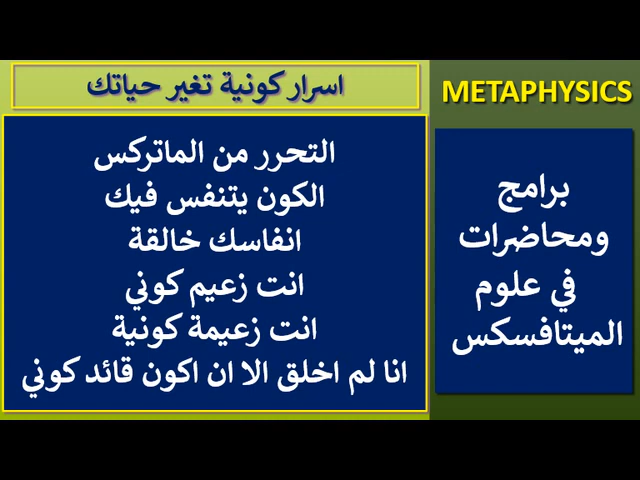 اسرار كونية تغير حياتك
METAPHYSICS
التحرر من الماتركس
الكون يتنفس فيك
انفاسك خالقة
انت زعيم كوني
انت زعيمة كونية
انا لم اخلق الا ان اكون قائد كوني
برامج
ومحاضرات
في علوم
الميتافسكس